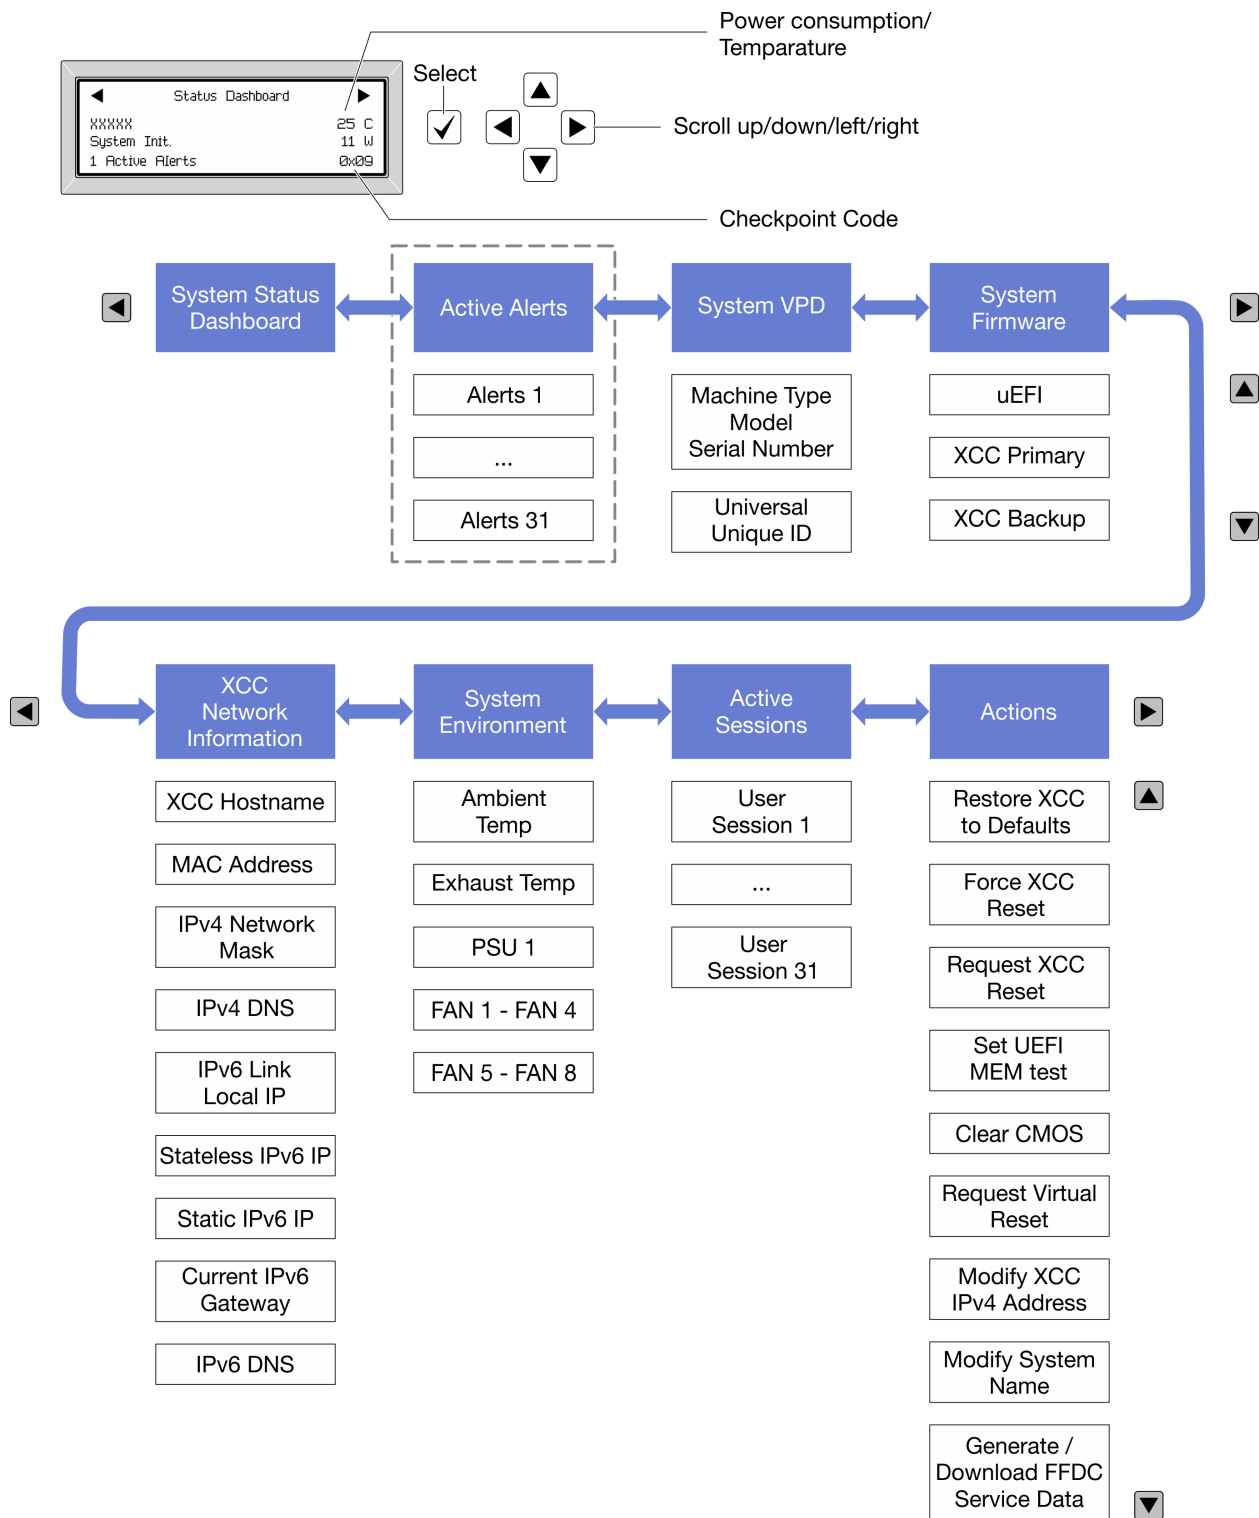 Power consumption/
Temparature
Select
Status Dashboard
XXXXX 25 C
System Init. 11 W
1 Active Alerts 0x09
Scroll up/down/left/right
Checkpoint Code
System Status
Dashboard
Active Alerts
System VPD
System
Firmware
Alerts 1
...
Alerts 31
Machine Type
Model
Serial Number
Universal
Unique ID
uEFI
XCC Primary
XCC Backup
XCC
Network
Information
System
Environment
Active
Sessions
Actions
XCC Hostname
MAC Address
IPv4 Network
Mask
IPv4 DNS
IPv6 Link
Local IP
Stateless IPv6 IP
Static IPv6 IP
Current IPv6
Gateway
IPv6 DNS
Ambient
Temp
Exhaust Temp
PSU 1
FAN 1 - FAN 4
FAN 5 - FAN 8
User
Session 1
...
User
Session 31
Restore XCC
to Defaults
Force XCC
Reset
Request XCC
Reset
Set UEFI
MEM test
Clear CMOS
Request Virtual
Reset
Modify XCC
IPv4 Address
Modify System
Name
Generate /
Download FFDC
Service Data